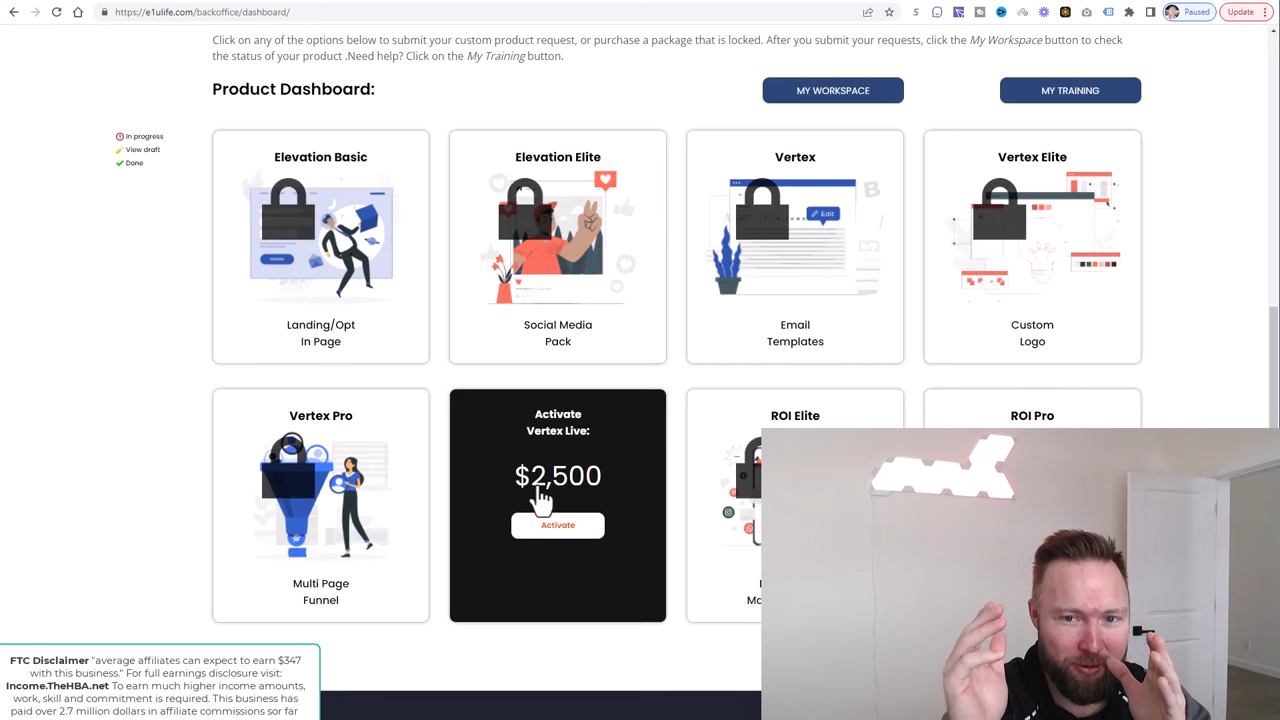 https://e1ulife.com/backoffice/dashboard/
Paused
Update
Click on any of the options below to submit your custom product request, or purchase a package that is locked. After you submit your requests, click the My Workspace button to check
the status of your product .Need help? Click on the My Training button.
Product Dashboard:
MY WORKSPACE
MY TRAINING
In progress
View draft
Done
Elevation Basic
Elevation Elite
Vertex
Vertex Elite
Edit
Landing/Opt
In Page
Social Media
Pack
Email
Templates
Custom
Logo
Vertex Pro
Activate
Vertex Live:
$2,500
Activate
ROI Elite
ROI Pro
Multi Page
Funnel
FTC Disclaimer "average affiliates can expect to earn $347
with this business." For full earnings disclosure visit:
Income.TheHBA.net To earn much higher income amounts,
work, skill and commitment is required. This business has
paid over 2.7 million dollars in affiliate commissions sor far